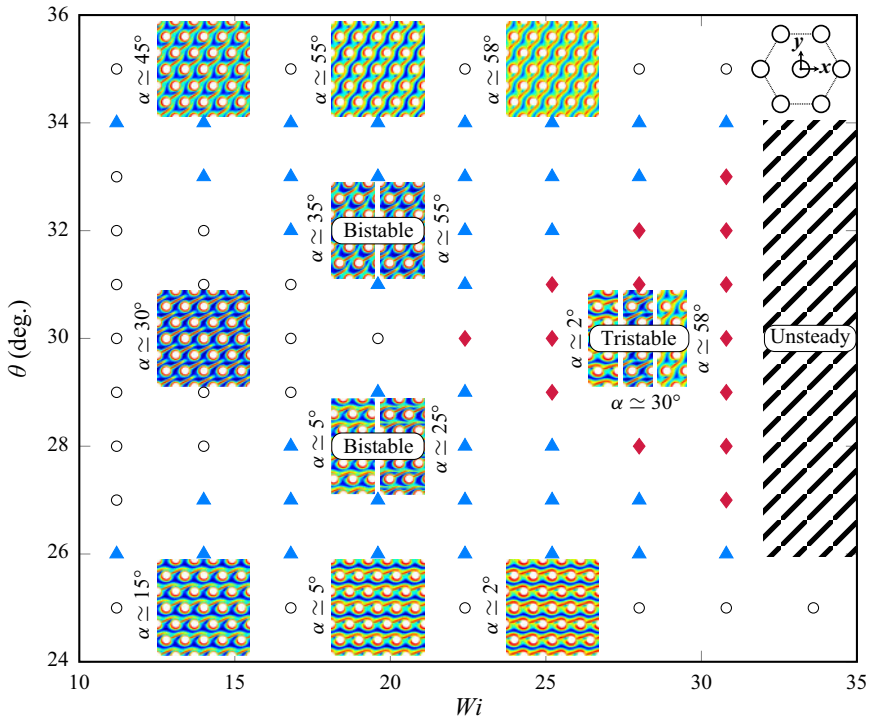 36
34
32
30
28
26
24
θ (deg.)
10
15
20
25
30
35
Wi
α ≃ 45°
α ≃ 55°
α ≃ 58°
y
x
α ≃ 35°
Bistable
α ≃ 55°
α ≃ 30°
α ≃ 2°
Tristable
α ≃ 58°
α ≃ 30°
Unsteady
α ≃ 5°
Bistable
α ≃ 25°
α ≃ 15°
α ≃ 5°
α ≃ 2°